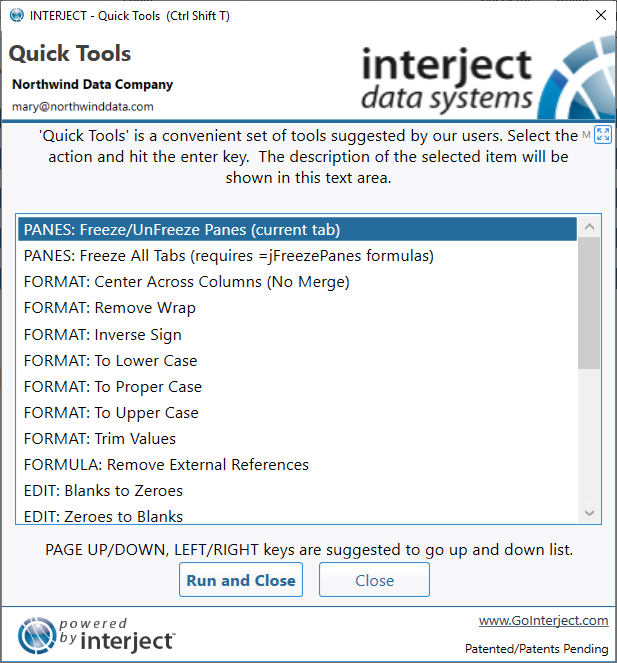 INTERJECT - Quick Tools  (Ctrl Shift T)
Quick Tools
Northwind Data Company
mary@northwinddata.com
interject
data systems
'Quick Tools' is a convenient set of tools suggested by our users. Select the
action and hit the enter key.  The description of the selected item will be
shown in this text area.
M
PANES: Freeze/UnFreeze Panes (current tab)
PANES: Freeze All Tabs (requires =jFreezePanes formulas)
FORMAT: Center Across Columns (No Merge)
FORMAT: Remove Wrap
FORMAT: Inverse Sign
FORMAT: To Lower Case
FORMAT: To Proper Case
FORMAT: To Upper Case
FORMAT: Trim Values
FORMULA: Remove External References
EDIT: Blanks to Zeroes
EDIT: Zeroes to Blanks
PAGE UP/DOWN, LEFT/RIGHT keys are suggested to go up and down list.
Run and Close
Close
powered
by interject™
www.GoInterject.com
Patented/Patents Pending